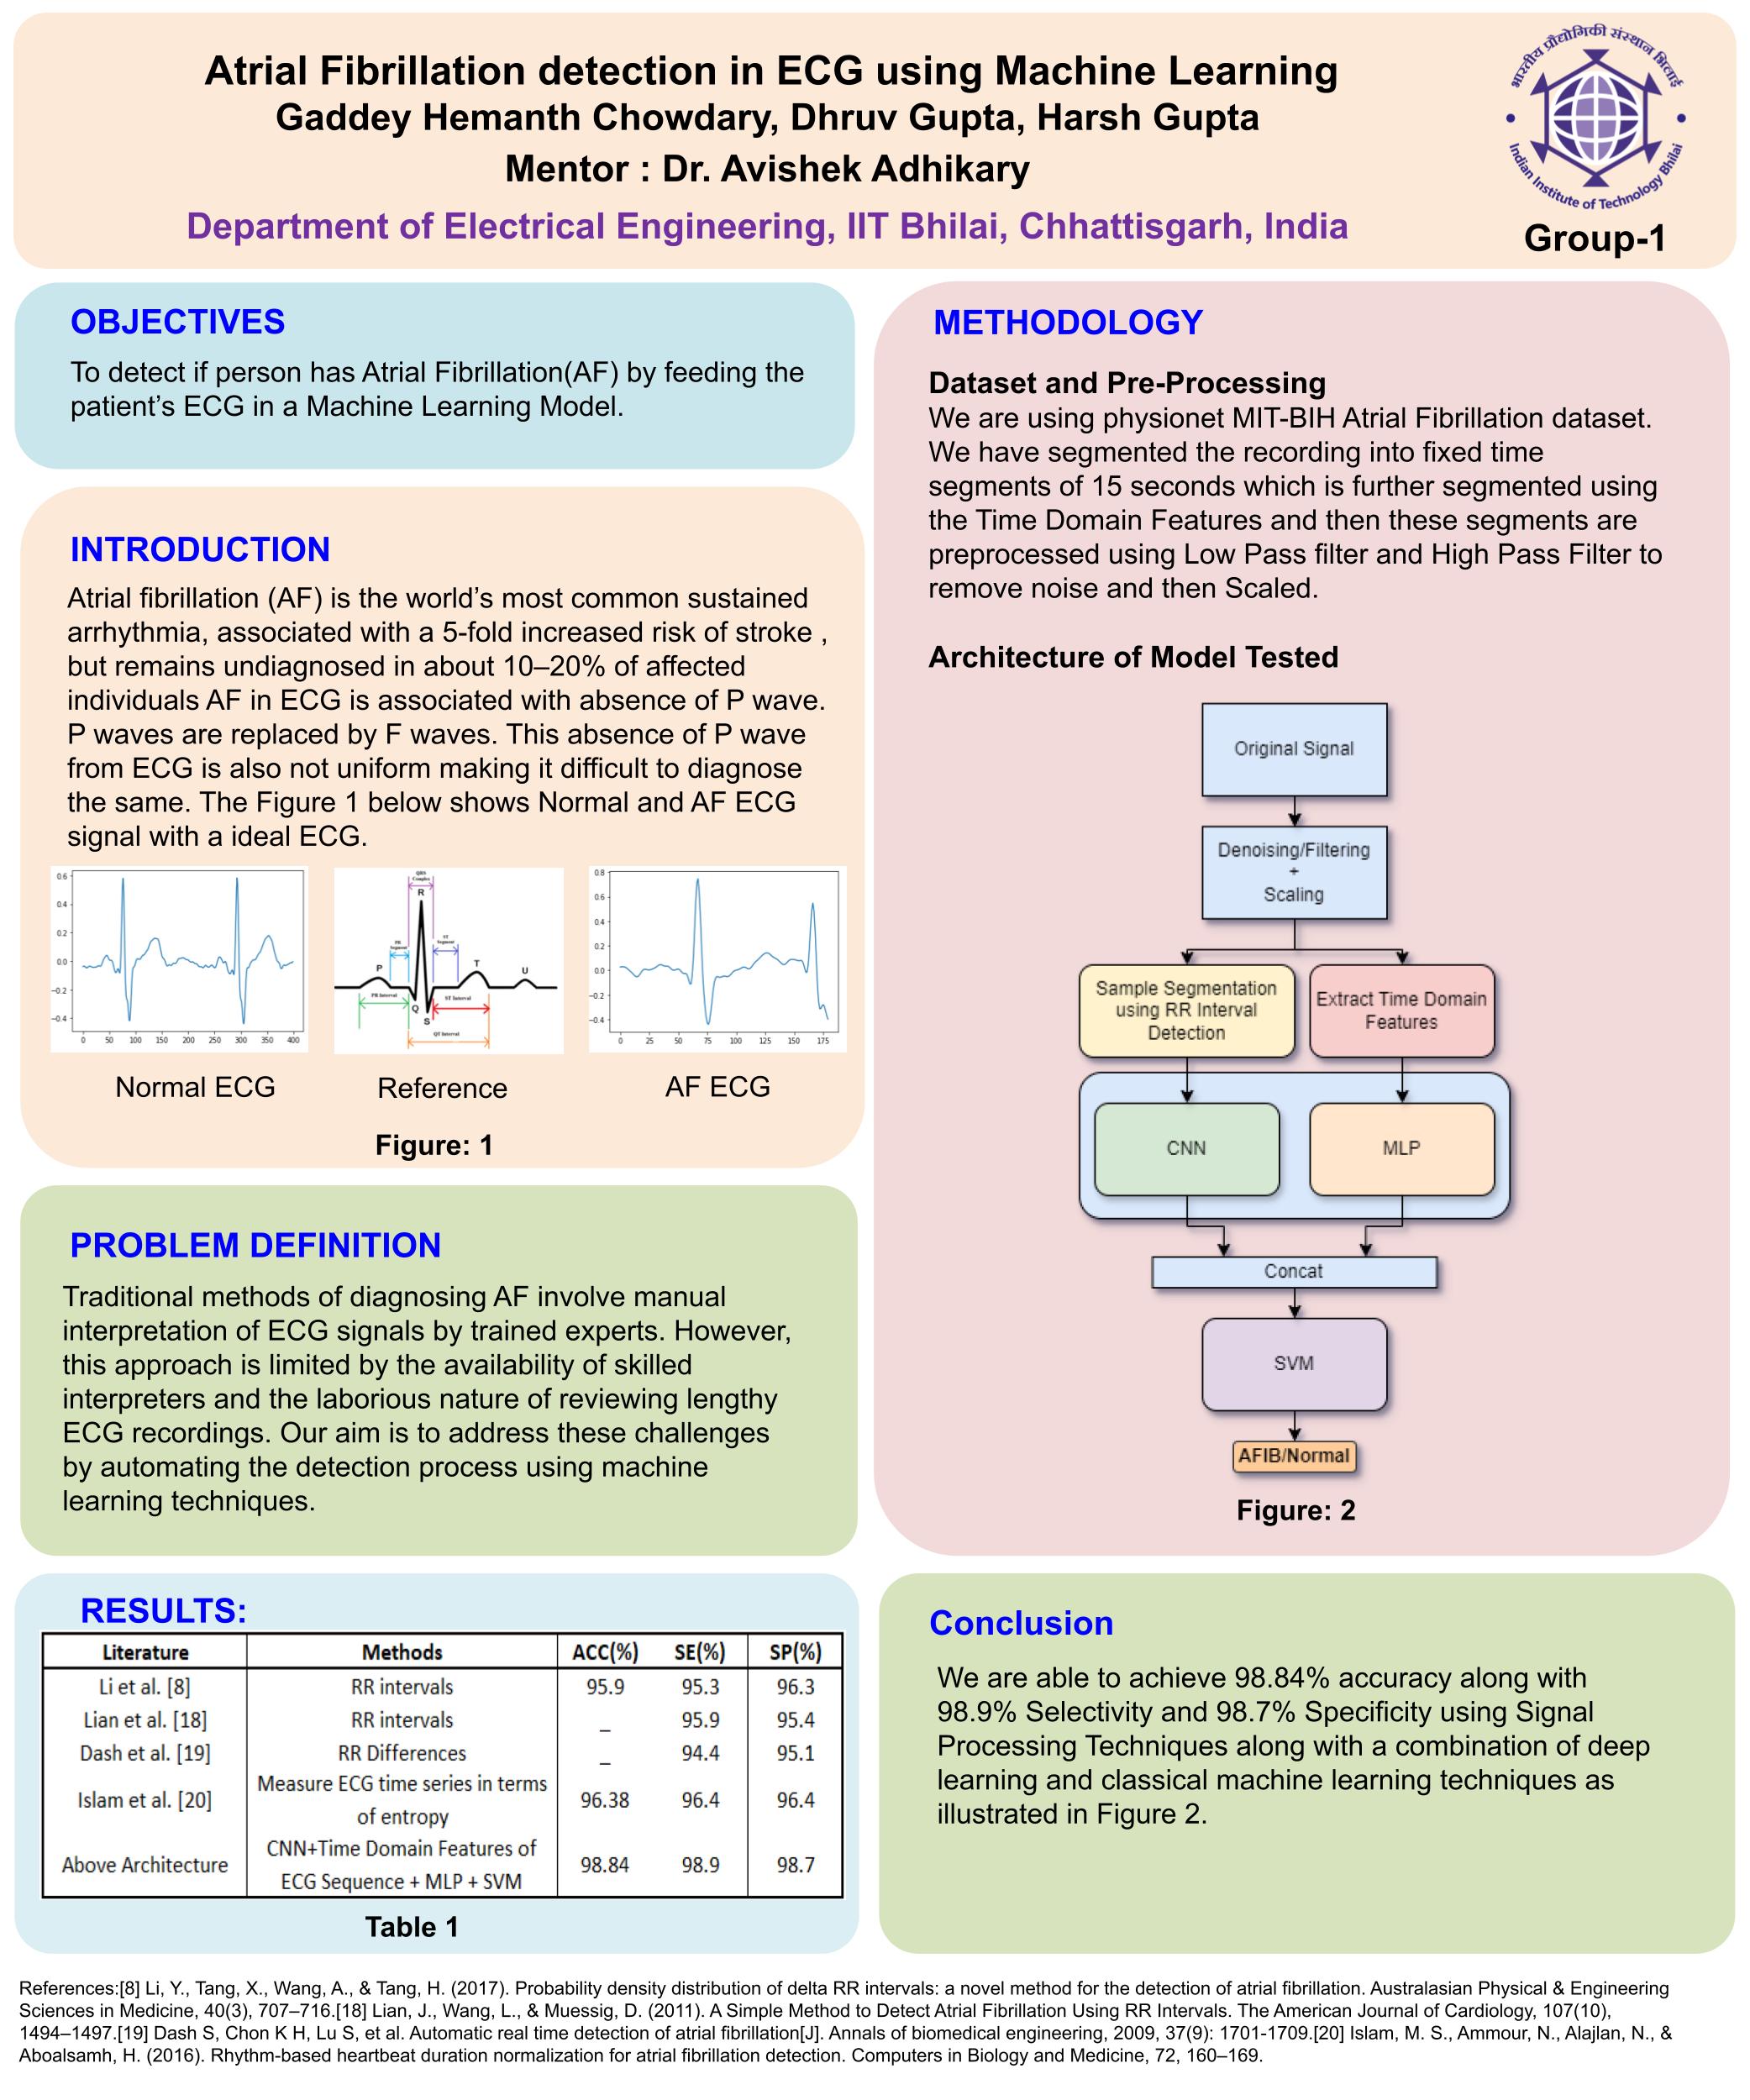 Atrial Fibrillation detection in ECG using Machine Learning
Gaddey Hemanth Chowdary, Dhruv Gupta, Harsh Gupta
Mentor : Dr. Avishek Adhikary
Department of Electrical Engineering, IIT Bhilai, Chhattisgarh, India
भारतीय प्रौद्योगिकी संस्थान भिलाई
Indian Institute of Technology Bhilai
Group-1
OBJECTIVES
To detect if person has Atrial Fibrillation(AF) by feeding the
patient’s ECG in a Machine Learning Model.
INTRODUCTION
Atrial fibrillation (AF) is the world’s most common sustained
arrhythmia, associated with a 5-fold increased risk of stroke ,
but remains undiagnosed in about 10–20% of affected
individuals AF in ECG is associated with absence of P wave.
P waves are replaced by F waves. This absence of P wave
from ECG is also not uniform making it difficult to diagnose
the same. The Figure 1 below shows Normal and AF ECG
signal with a ideal ECG.
0.6
0.4
0.2
0.0
−0.2
−0.4
0 50 100 150 200 250 300 350 400
Normal ECG
QRS
Complex
R
PR
Segment
ST
Segment
P
T
U
PR Interval
Q
S
ST Interval
QT Interval
Reference
0.8
0.6
0.4
0.2
0.0
−0.2
−0.4
0 25 50 75 100 125 150 175
AF ECG
Figure: 1
PROBLEM DEFINITION
Traditional methods of diagnosing AF involve manual
interpretation of ECG signals by trained experts. However,
this approach is limited by the availability of skilled
interpreters and the laborious nature of reviewing lengthy
ECG recordings. Our aim is to address these challenges
by automating the detection process using machine
learning techniques.
METHODOLOGY
Dataset and Pre-Processing
We are using physionet MIT-BIH Atrial Fibrillation dataset.
We have segmented the recording into fixed time
segments of 15 seconds which is further segmented using
the Time Domain Features and then these segments are
preprocessed using Low Pass filter and High Pass Filter to
remove noise and then Scaled.
Architecture of Model Tested
Original Signal
Denoising/Filtering
+
Scaling
Sample Segmentation
using RR Interval
Detection
Extract Time Domain
Features
CNN
MLP
Concat
SVM
AFIB/Normal
Figure: 2
RESULTS:
Literature Methods ACC(%) SE(%) SP(%)
Li et al. [8] RR intervals 95.9 95.3 96.3
Lian et al. [18] RR intervals _ 95.9 95.4
Dash et al. [19] RR Differences _ 94.4 95.1
Islam et al. [20] Measure ECG time series in terms
of entropy 96.38 96.4 96.4
Above Architecture CNN+Time Domain Features of
ECG Sequence + MLP + SVM 98.84 98.9 98.7
Table 1
Conclusion
We are able to achieve 98.84% accuracy along with
98.9% Selectivity and 98.7% Specificity using Signal
Processing Techniques along with a combination of deep
learning and classical machine learning techniques as
illustrated in Figure 2.
References:[8] Li, Y., Tang, X., Wang, A., & Tang, H. (2017). Probability density distribution of delta RR intervals: a novel method for the detection of atrial fibrillation. Australasian Physical & Engineering
Sciences in Medicine, 40(3), 707–716.[18] Lian, J., Wang, L., & Muessig, D. (2011). A Simple Method to Detect Atrial Fibrillation Using RR Intervals. The American Journal of Cardiology, 107(10),
1494–1497.[19] Dash S, Chon K H, Lu S, et al. Automatic real time detection of atrial fibrillation[J]. Annals of biomedical engineering, 2009, 37(9): 1701-1709.[20] Islam, M. S., Ammour, N., Alajlan, N., &
Aboalsamh, H. (2016). Rhythm-based heartbeat duration normalization for atrial fibrillation detection. Computers in Biology and Medicine, 72, 160–169.